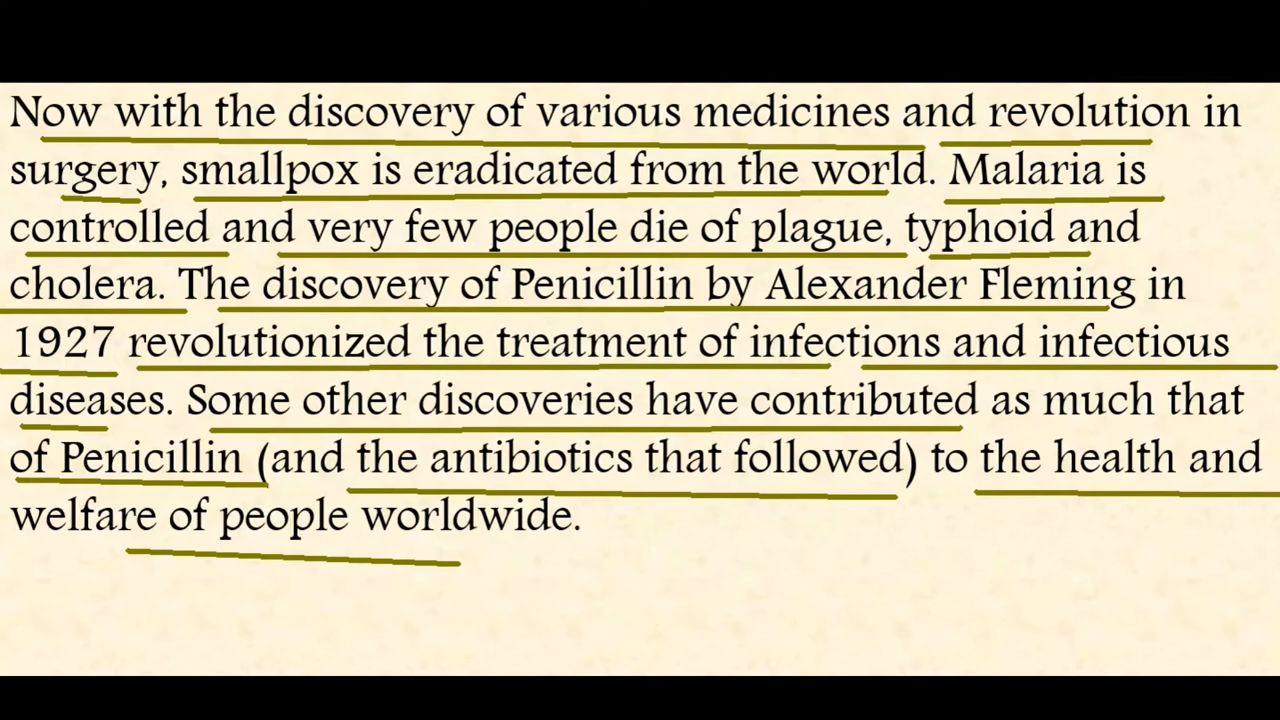 Now with the discovery of various medicines and revolution in
surgery, smallpox is eradicated from the world. Malaria is
controlled and very few people die of plague, typhoid and
cholera. The discovery of Penicillin by Alexander Fleming in
1927 revolutionized the treatment of infections and infectious
diseases. Some other discoveries have contributed as much that
of Penicillin (and the antibiotics that followed) to the health and
welfare of people worldwide.